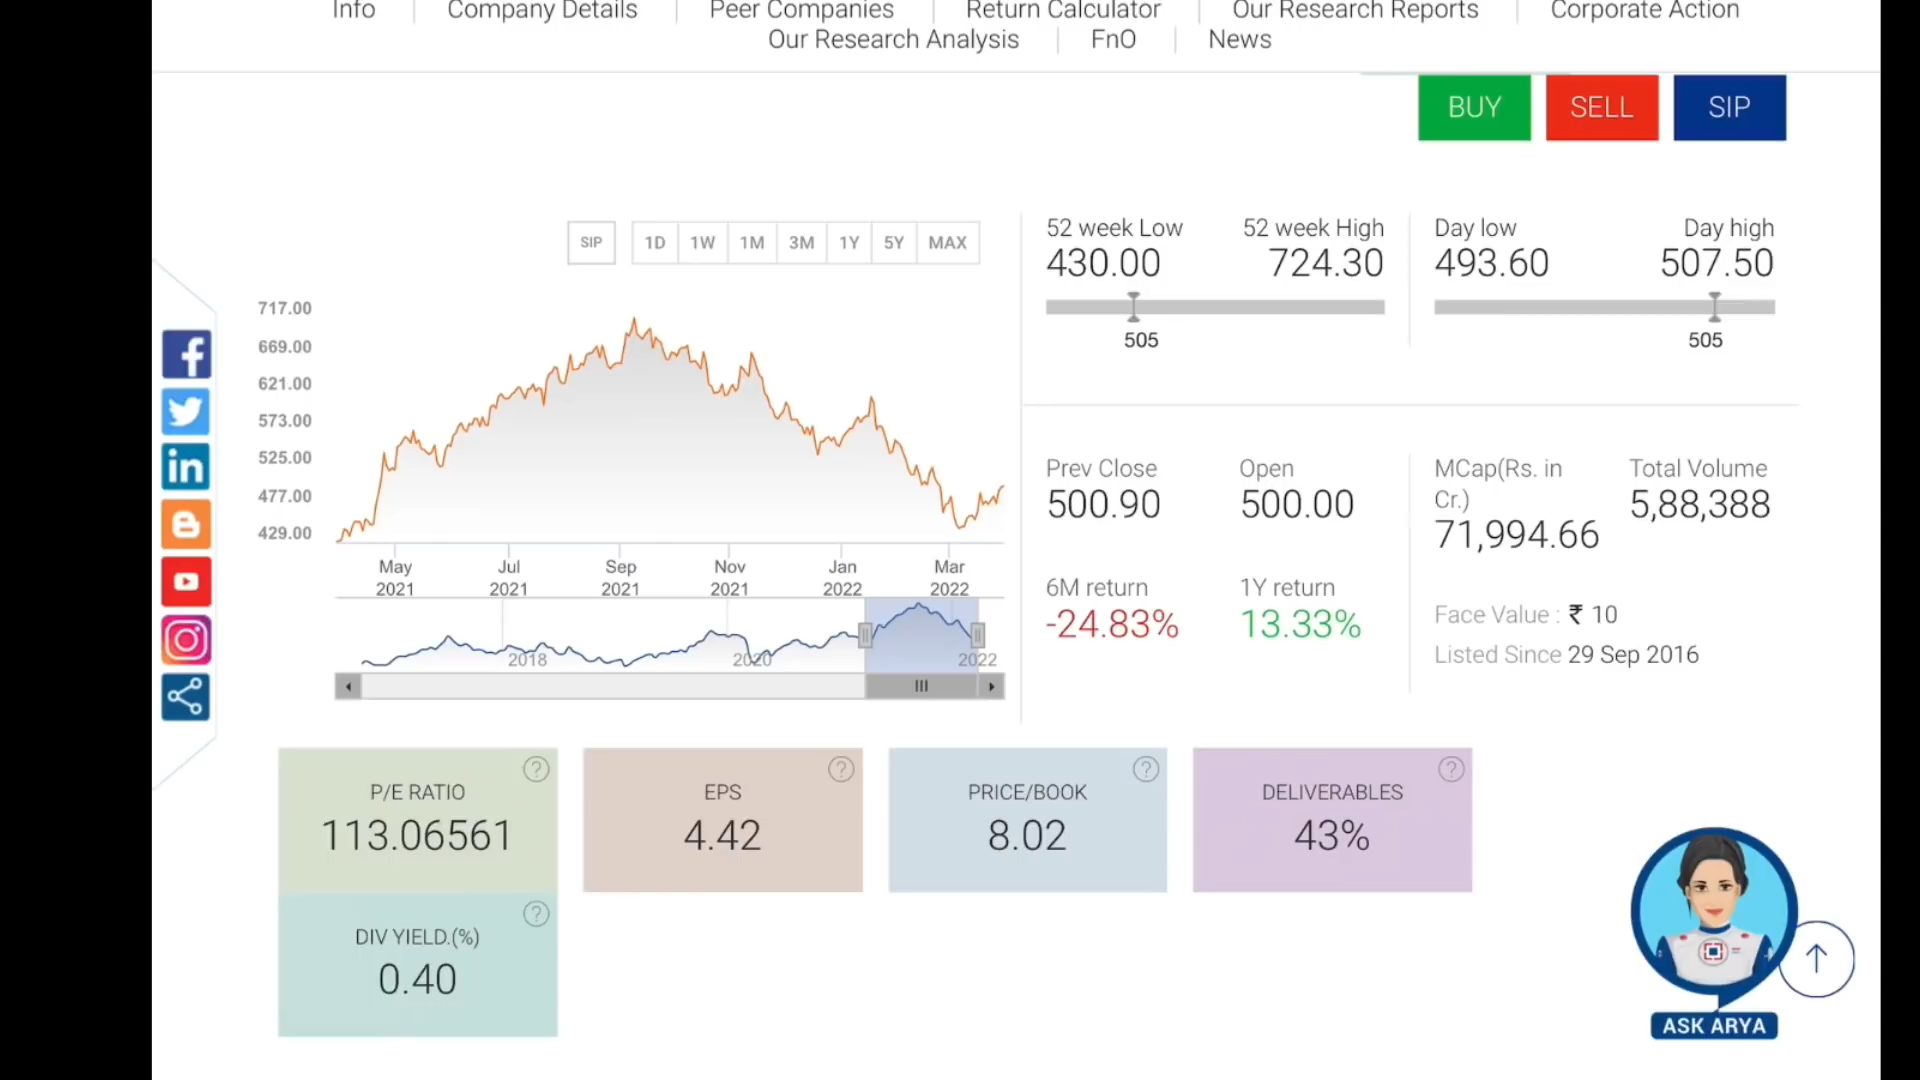 Info
Company Details
Peer Companies
Return Calculator
Our Research Reports
Corporate Action
Our Research Analysis
FnO
News
BUY
SELL
SIP
SIP
1D
1W
1M
3M
1Y
5Y
MAX
717.00
669.00
621.00
573.00
525.00
477.00
429.00
May
2021
Jul
2021
Sep
2021
Nov
2021
Jan
2022
Mar
2022
2018
2020
2022
52 week Low
430.00
52 week High
724.30
505
Day low
493.60
Day high
507.50
505
Prev Close
500.90
Open
500.00
MCap(Rs. in
Cr.)
71,994.66
Total Volume
5,88,388
6M return
-24.83%
1Y return
13.33%
Face Value : ₹ 10
Listed Since 29 Sep 2016
P/E RATIO
113.06561
EPS
4.42
PRICE/BOOK
8.02
DELIVERABLES
43%
DIV YIELD.(%)
0.40
ASK ARYA